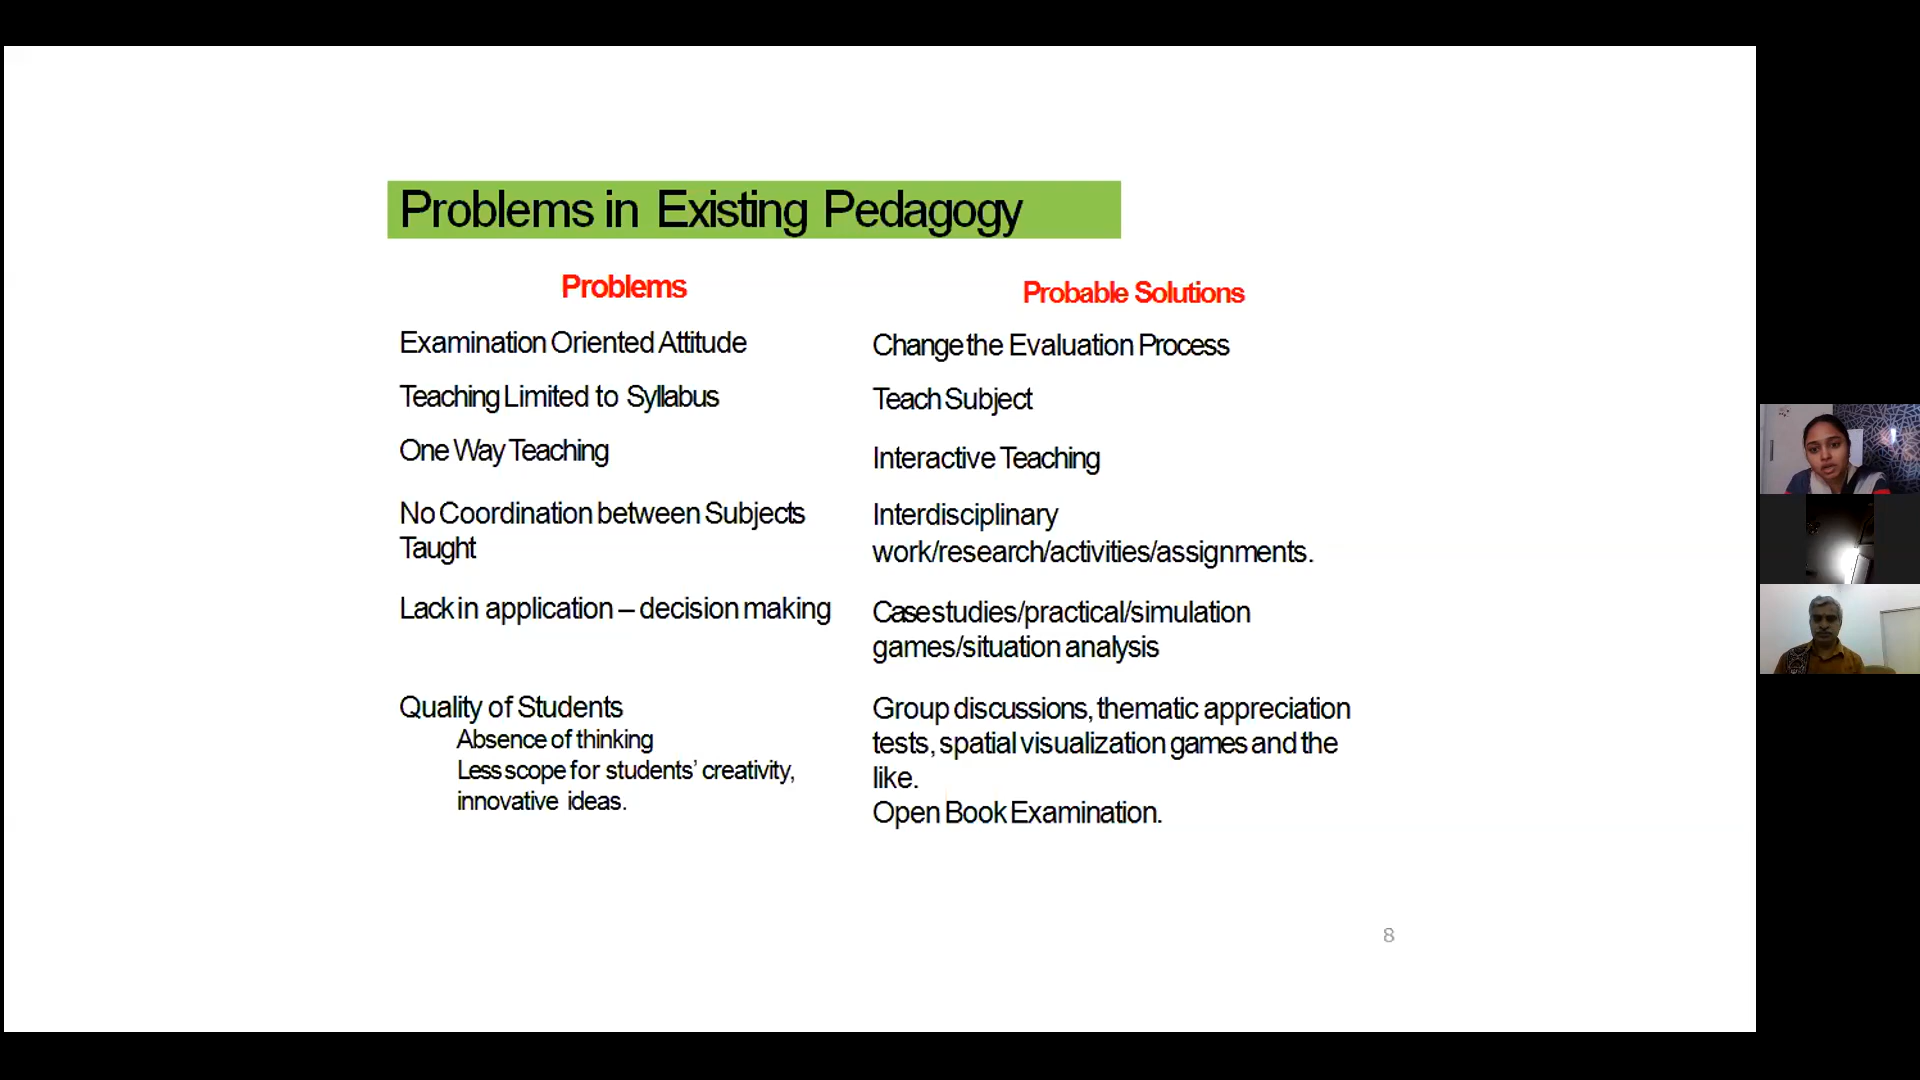 Problems in Existing Pedagogy
Problems
Examination Oriented Attitude
Teaching Limited to Syllabus
One Way Teaching
No Coordination between Subjects
Taught
Lack in application – decision making
Quality of Students
Absence of thinking
Less scope for students’ creativity,
innovative ideas.
Probable Solutions
Change the Evaluation Process
Teach Subject
Interactive Teaching
Interdisciplinary
work/research/activities/assignments.
Case studies/practical/simulation
games/situation analysis
Group discussions, thematic appreciation
tests, spatial visualization games and the
like.
Open Book Examination.
8